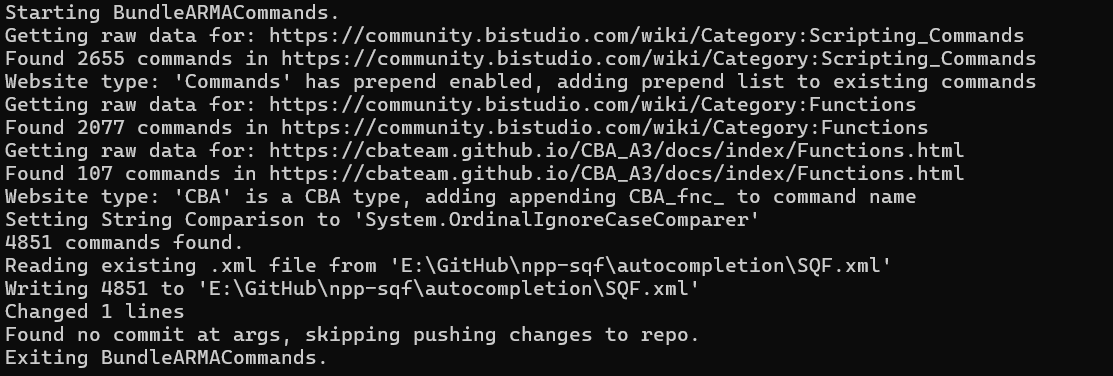 Starting BundleARMACommands.
Getting raw data for: https://community.bistudio.com/wiki/Category:Scripting_Commands
Found 2655 commands in https://community.bistudio.com/wiki/Category:Scripting_Commands
Website type: 'Commands' has prepend enabled, adding prepend list to existing commands
Getting raw data for: https://community.bistudio.com/wiki/Category:Functions
Found 2077 commands in https://community.bistudio.com/wiki/Category:Functions
Getting raw data for: https://cbateam.github.io/CBA_A3/docs/index/Functions.html
Found 107 commands in https://cbateam.github.io/CBA_A3/docs/index/Functions.html
Website type: 'CBA' is a CBA type, adding appending CBA_fnc_ to command name
Setting String Comparison to 'System.OrdinalIgnoreCaseComparer'
4851 commands found.
Reading existing .xml file from 'E:\GitHub\npp-sqf\autocompletion\SQF.xml'
Writing 4851 to 'E:\GitHub\npp-sqf\autocompletion\SQF.xml'
Changed 1 lines
Found no commit at args, skipping pushing changes to repo.
Exiting BundleARMACommands.